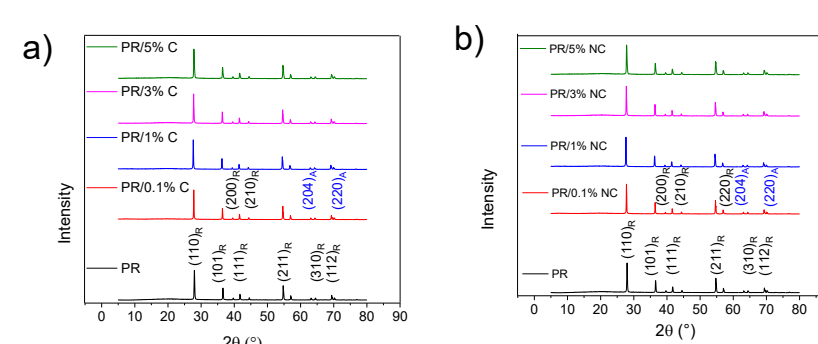 a)
PR/5% C
PR/3% C
PR/1% C
PR/0.1% C
PR
(200)R
(210)R
(204)A
(220)A
(110)R
(101)R
(111)R
(211)R
(310)R
(112)R
Intensity
0 10 20 30 40 50 60 70 80 90
2θ (°)
b)
PR/5% NC
PR/3% NC
PR/1% NC
PR/0.1% NC
PR
(200)R
(210)R
(220)R
(204)A
(220)A
(110)R
(101)R
(111)R
(211)R
(310)R
(112)R
Intensity
0 10 20 30 40 50 60 70 80
2θ (°)